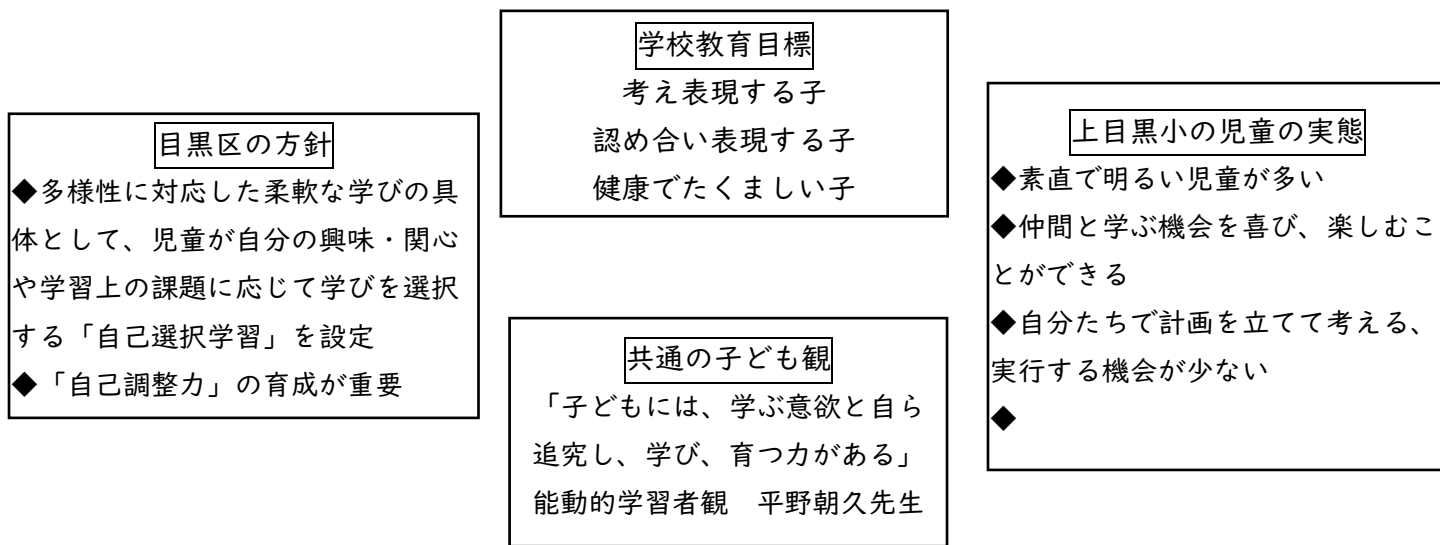 学校教育目標
考え表現する子
認め合い表現する子
健康でたくましい子
目黒区の方針
◆多様性に対応した柔軟な学びの具
体として、児童が自分の興味・関心
や学習上の課題に応じて学びを選択
する「自己選択学習」を設定
◆「自己調整力」の育成が重要
共通の子ども観
「子どもには、学ぶ意欲と自ら
追究し、学び、育つ力がある」
能動的学習者観　平野朝久先生
上目黒小の児童の実態
◆素直で明るい児童が多い
◆仲間と学ぶ機会を喜び、楽しむこ
とができる
◆自分たちで計画を立てて考える、
実行する機会が少ない
◆